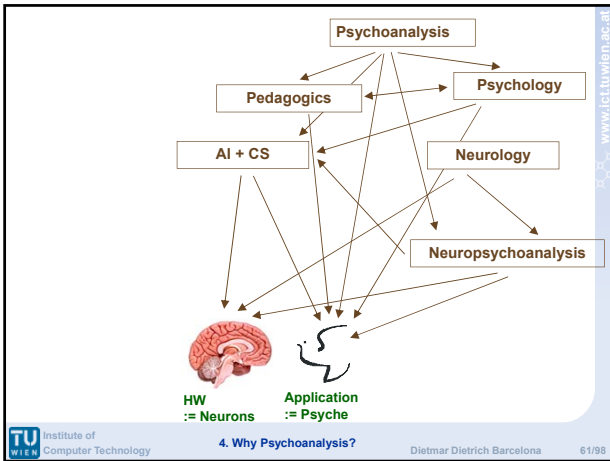 Psychoanalysis
Psychology
Pedagogics
AI + CS
Neurology
Neuropsychoanalysis
HW
:= Neurons
Application
:= Psyche
www.ict.tuwien.ac.at
TU
WIEN
Institute of
Computer Technology
4. Why Psychoanalysis?
Dietmar Dietrich Barcelona
61/98